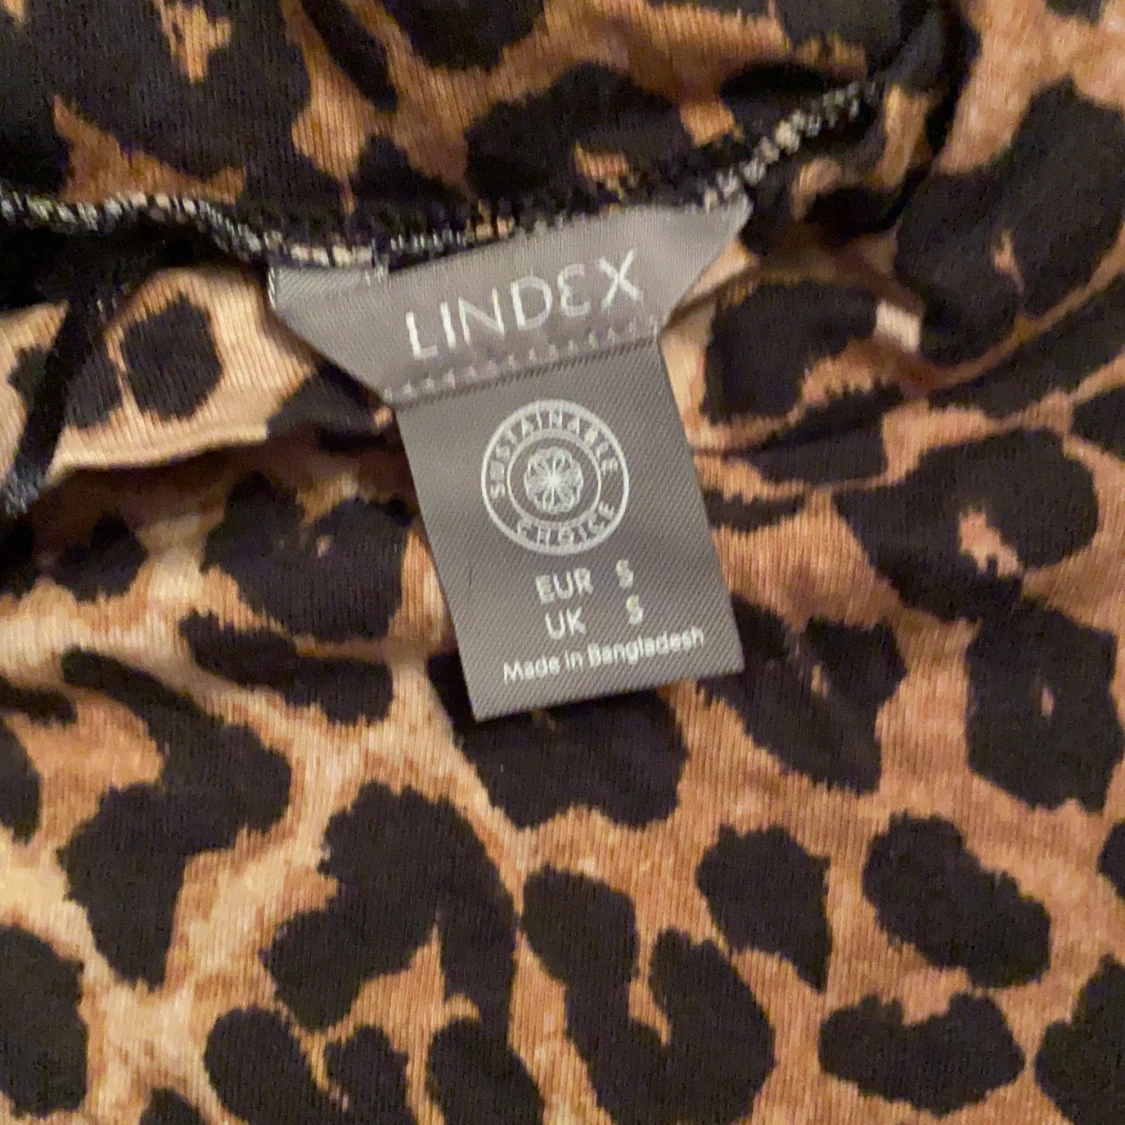 LINDEX
SUSTAINABLE
CHOICE
EUR S
UK S
Made in Bangladesh